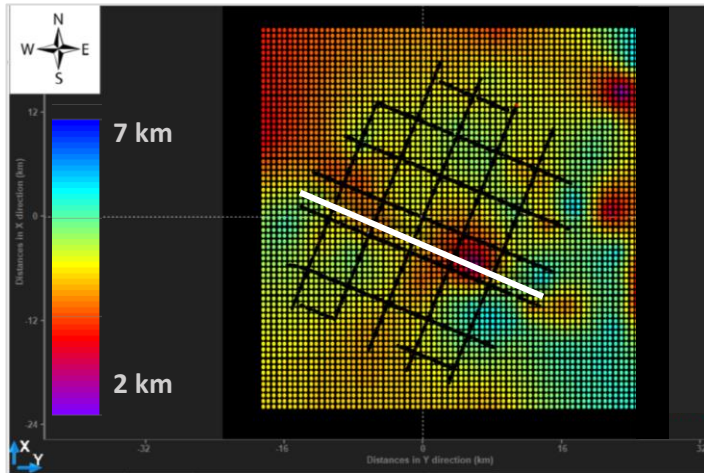 N
W E
S
7 km
2 km
12
0
-12
-24
Distances in X direction (km)
-32
-16
0
16
32
Distances in Y direction (km)
X
Y